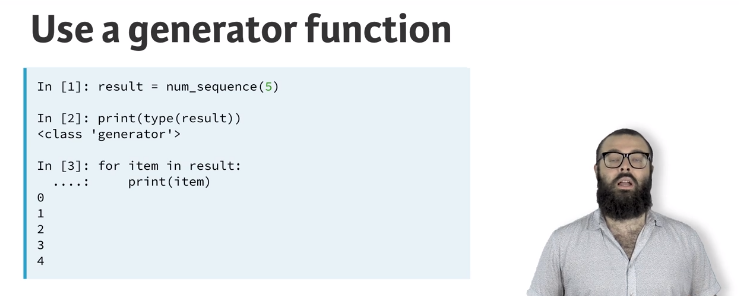 Use a generator function
In [1]: result = num_sequence(5)
In [2]: print(type(result))
<class 'generator'>
In [3]: for item in result:
....:     print(item)
0
1
2
3
4